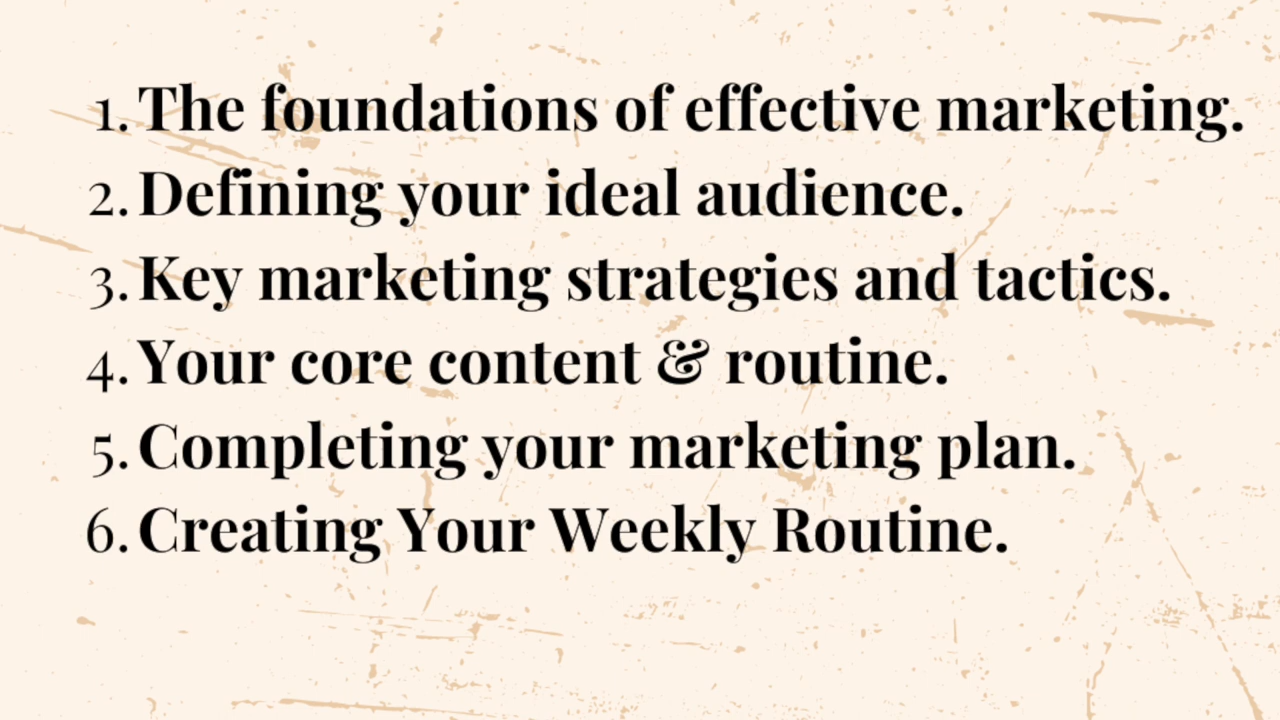 1. The foundations of effective marketing.
2. Defining your ideal audience.
3. Key marketing strategies and tactics.
4. Your core content & routine.
5. Completing your marketing plan.
6. Creating Your Weekly Routine.